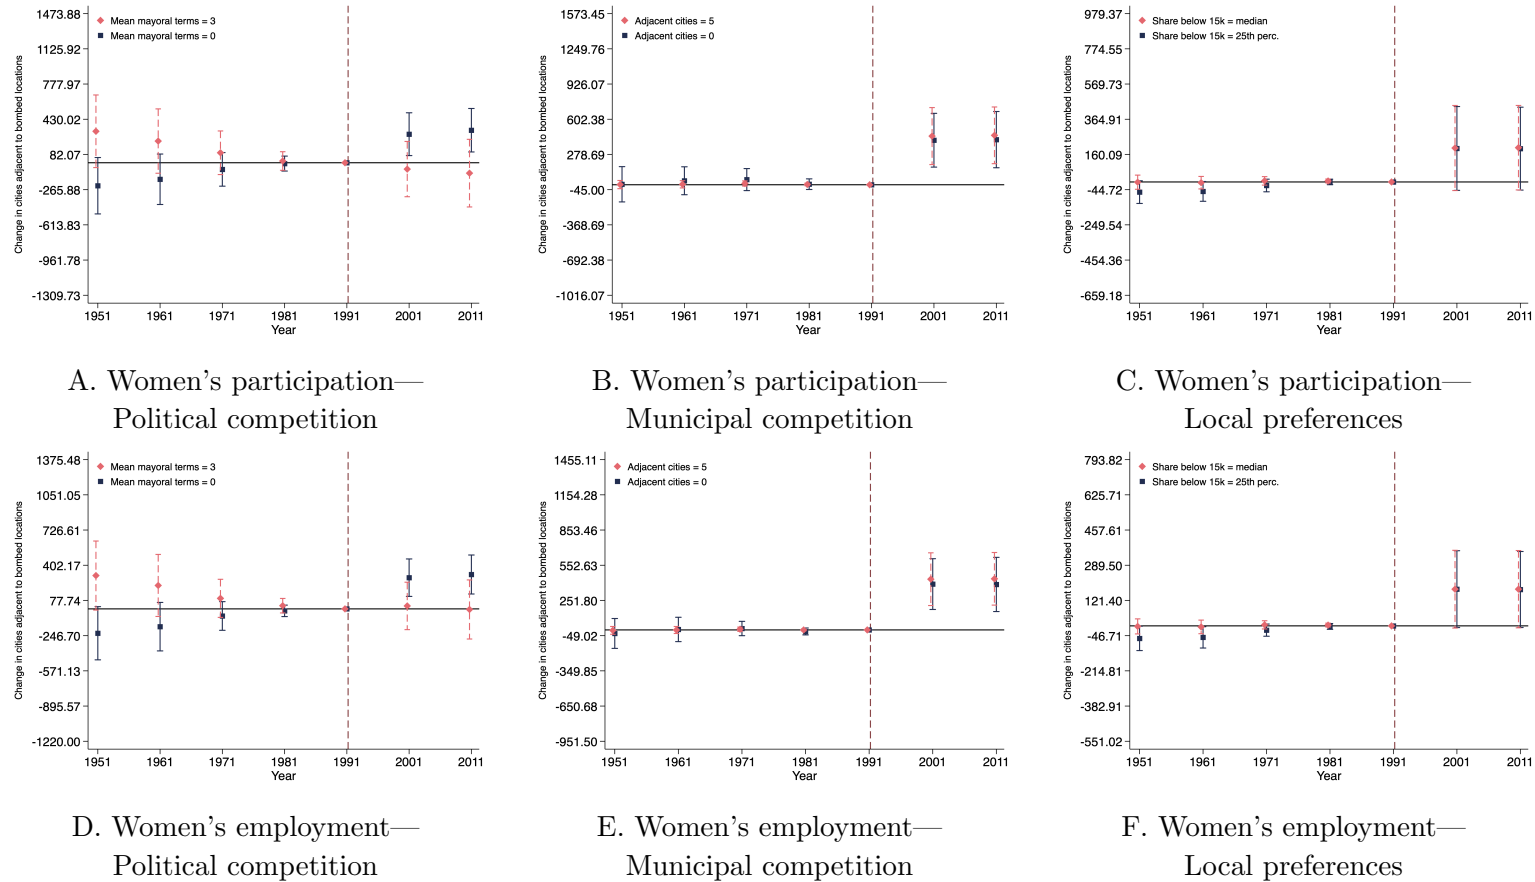 Change in cities adjacent to bombed locations
1473.88
1125.92
777.97
430.02
82.07
-265.88
-613.83
-961.78
-1309.73
Mean mayoral terms = 3
Mean mayoral terms = 0
1951 1961 1971 1981 1991 2001 2011
Year
A. Women's participation—
Political competition
Change in cities adjacent to bombed locations
1573.45
1249.76
926.07
602.38
278.69
-45.00
-368.69
-692.38
-1016.07
Adjacent cities = 5
Adjacent cities = 0
1951 1961 1971 1981 1991 2001 2011
Year
B. Women's participation—
Municipal competition
Change in cities adjacent to bombed locations
979.37
774.55
569.73
364.91
160.09
-44.72
-249.54
-454.36
-659.18
Share below 15k = median
Share below 15k = 25th perc.
1951 1961 1971 1981 1991 2001 2011
Year
C. Women's participation—
Local preferences
Change in cities adjacent to bombed locations
1375.48
1051.05
726.61
402.17
77.74
-246.70
-571.13
-895.57
-1220.00
Mean mayoral terms = 3
Mean mayoral terms = 0
1951 1961 1971 1981 1991 2001 2011
Year
D. Women's employment—
Political competition
Change in cities adjacent to bombed locations
1455.11
1154.28
853.46
552.63
251.80
-49.02
-349.85
-650.68
-951.50
Adjacent cities = 5
Adjacent cities = 0
1951 1961 1971 1981 1991 2001 2011
Year
E. Women's employment—
Municipal competition
Change in cities adjacent to bombed locations
793.82
625.71
457.61
289.50
121.40
-46.71
-214.81
-382.91
-551.02
Share below 15k = median
Share below 15k = 25th perc.
1951 1961 1971 1981 1991 2001 2011
Year
F. Women's employment—
Local preferences